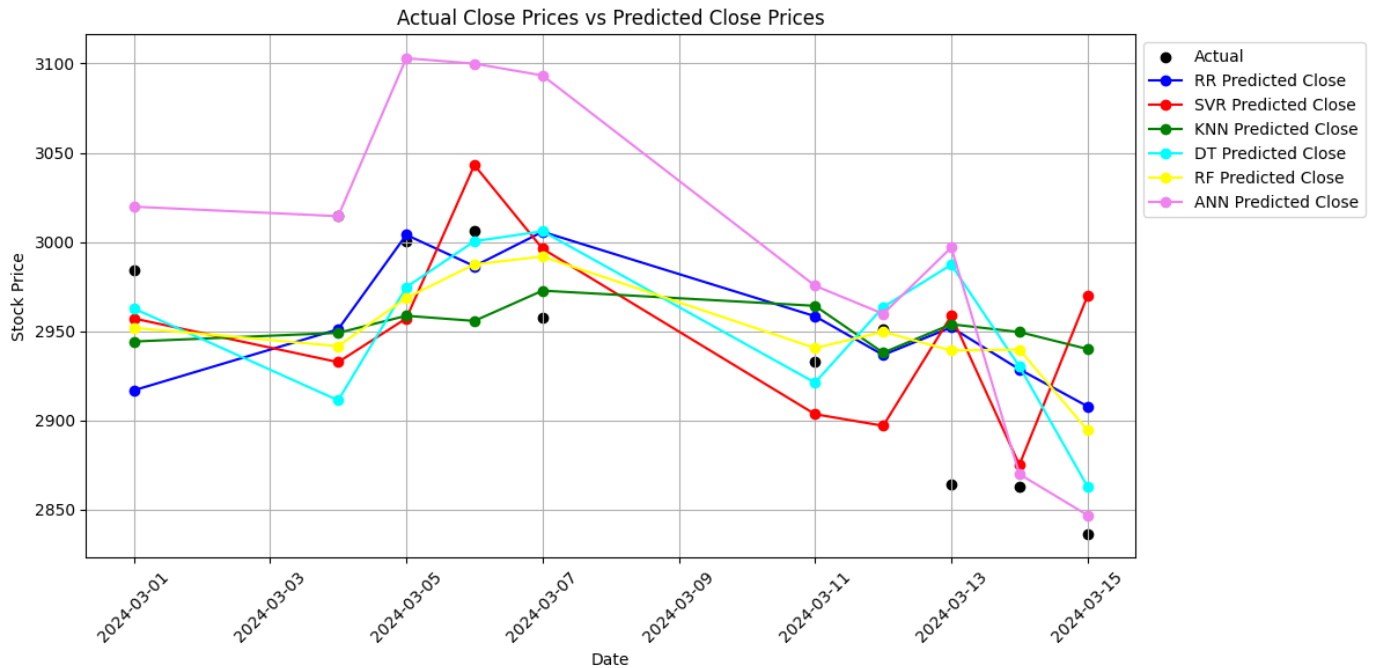 Actual Close Prices vs Predicted Close Prices
3100
3050
3000
2950
2900
2850
Stock Price
2024-03-01
2024-03-03
2024-03-05
2024-03-07
2024-03-09
2024-03-11
2024-03-13
2024-03-15
Date
Actual
RR Predicted Close
SVR Predicted Close
KNN Predicted Close
DT Predicted Close
RF Predicted Close
ANN Predicted Close